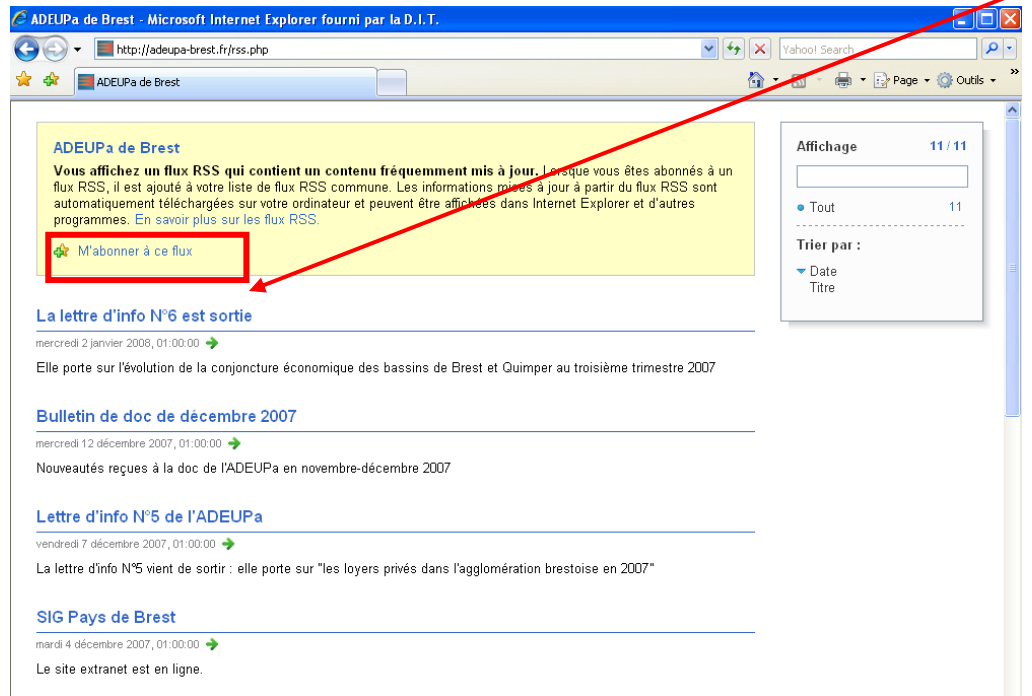 ADEUPa de Brest - Microsoft Internet Explorer fourni par la D.I.T.
http://adeupa-brest.fr/rss.php
Yahoo! Search
ADEUPa de Brest
Page
Outils
»
ADEUPa de Brest
Vous affichez un flux RSS qui contient un contenu fréquemment mis à jour. Lorsque vous êtes abonnés à un
flux RSS, il est ajouté à votre liste de flux RSS commune. Les informations mises à jour à partir du flux RSS sont
automatiquement téléchargées sur votre ordinateur et peuvent être affichées dans Internet Explorer et d'autres
programmes. En savoir plus sur les flux RSS.
M'abonner à ce flux
Affichage 11 / 11
Tout 11
Trier par :
Date
Titre
La lettre d'info N°6 est sortie
mercredi 2 janvier 2008, 01:00:00
Elle porte sur l'évolution de la conjoncture économique des bassins de Brest et Quimper au troisième trimestre 2007
Bulletin de doc de décembre 2007
mercredi 12 décembre 2007, 01:00:00
Nouveautés reçues à la doc de l'ADEUPa en novembre-décembre 2007
Lettre d'info N°5 de l'ADEUPa
vendredi 7 décembre 2007, 01:00:00
La lettre d'info N°5 vient de sortir : elle porte sur "les loyers privés dans l'agglomération brestoise en 2007"
SIG Pays de Brest
mardi 4 décembre 2007, 01:00:00
Le site extranet est en ligne.